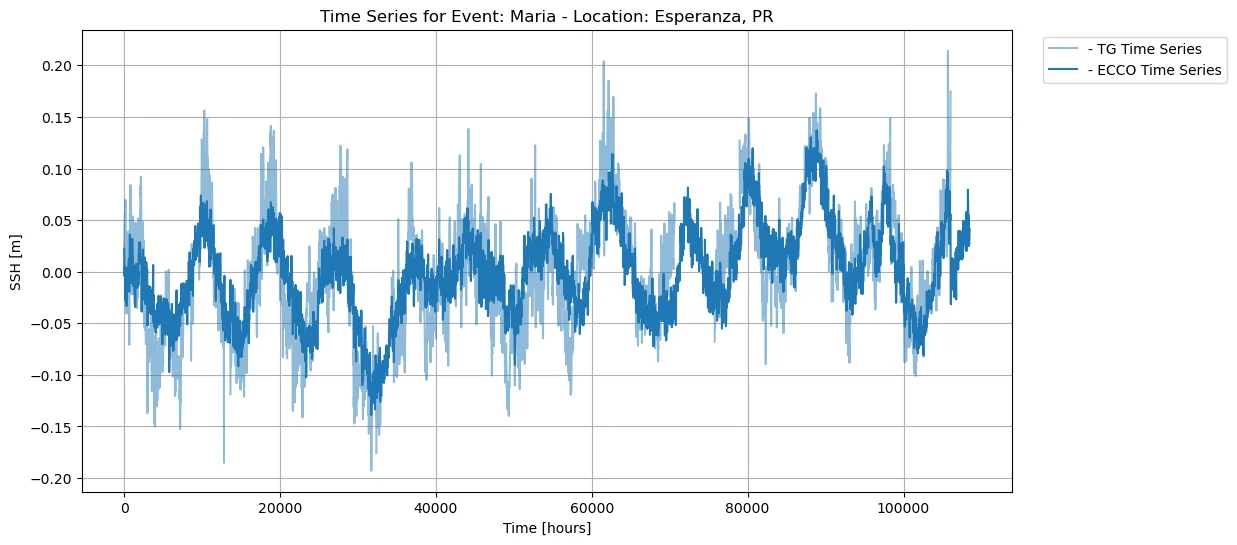 Time Series for Event: Maria - Location: Esperanza, PR
- TG Time Series
- ECCO Time Series
SSH [m]
0.20
0.15
0.10
0.05
0.00
−0.05
−0.10
−0.15
−0.20
0 20000 40000 60000 80000 100000
Time [hours]